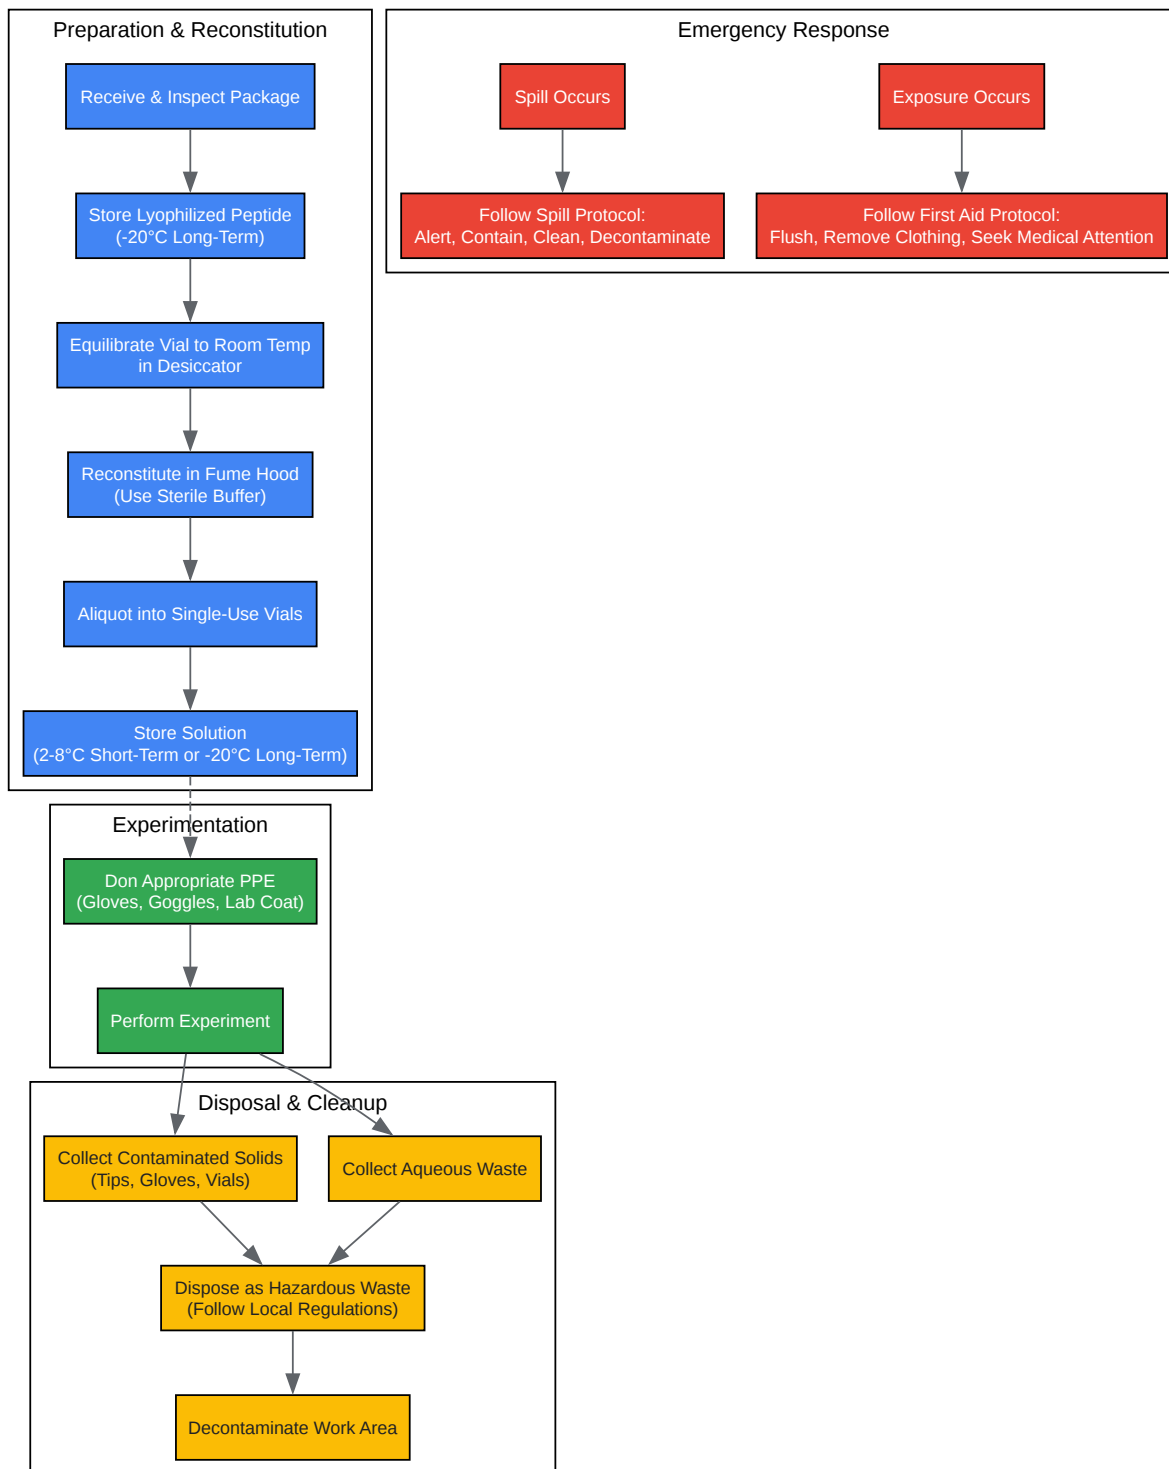 Preparation & Reconstitution
Receive & Inspect Package
Store Lyophilized Peptide
(-20°C Long-Term)
Equilibrate Vial to Room Temp
in Desiccator
Reconstitute in Fume Hood
(Use Sterile Buffer)
Aliquot into Single-Use Vials
Store Solution
(2-8°C Short-Term or -20°C Long-Term)
Emergency Response
Spill Occurs
Follow Spill Protocol:
Alert, Contain, Clean, Decontaminate
Exposure Occurs
Follow First Aid Protocol:
Flush, Remove Clothing, Seek Medical Attention
Experimentation
Don Appropriate PPE
(Gloves, Goggles, Lab Coat)
Perform Experiment
Disposal & Cleanup
Collect Contaminated Solids
(Tips, Gloves, Vials)
Collect Aqueous Waste
Dispose as Hazardous Waste
(Follow Local Regulations)
Decontaminate Work Area